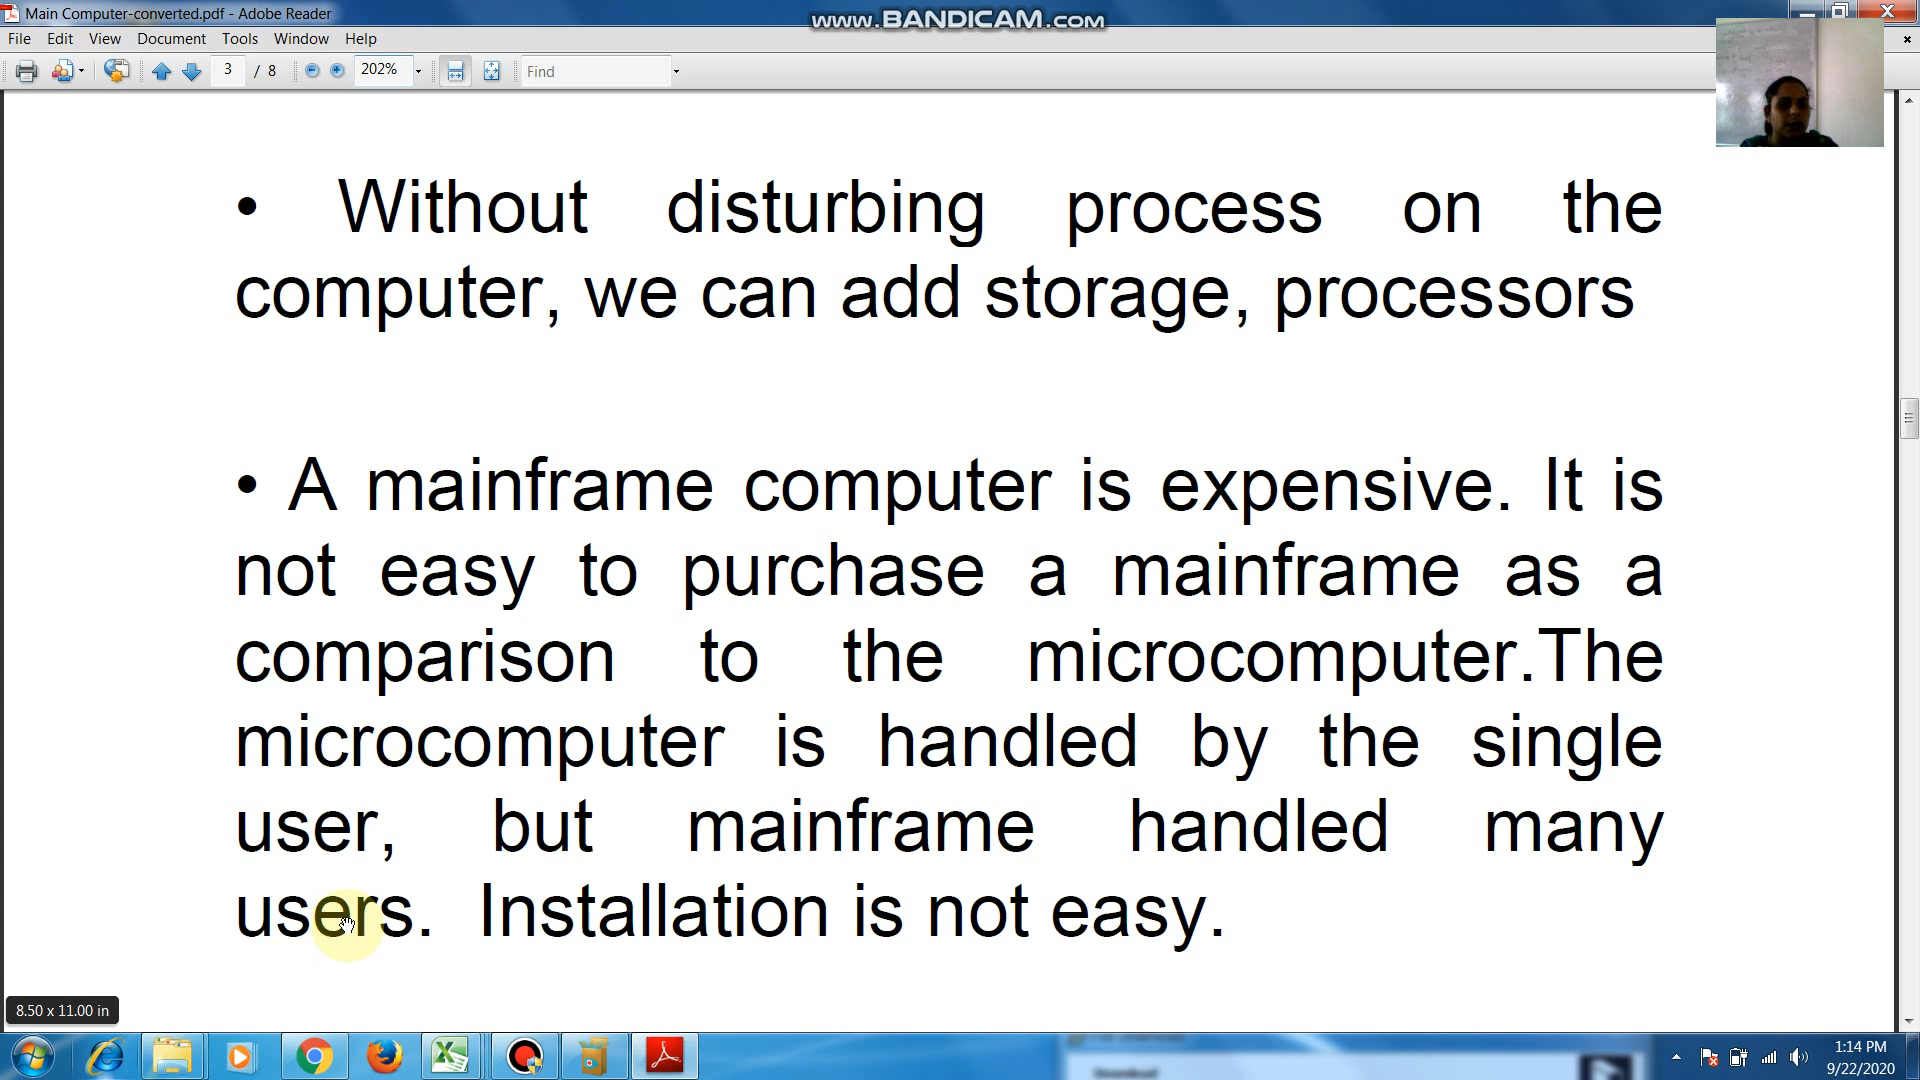 Main Computer-converted.pdf - Adobe Reader
www.BANDICAM.com
File Edit View Document Tools Window Help
3 / 8 202% Find
• Without disturbing process on the
computer, we can add storage, processors
• A mainframe computer is expensive. It is
not easy to purchase a mainframe as a
comparison to the microcomputer.The
microcomputer is handled by the single
user, but mainframe handled many
users. Installation is not easy.
8.50 x 11.00 in
Download
1:14 PM
9/22/2020